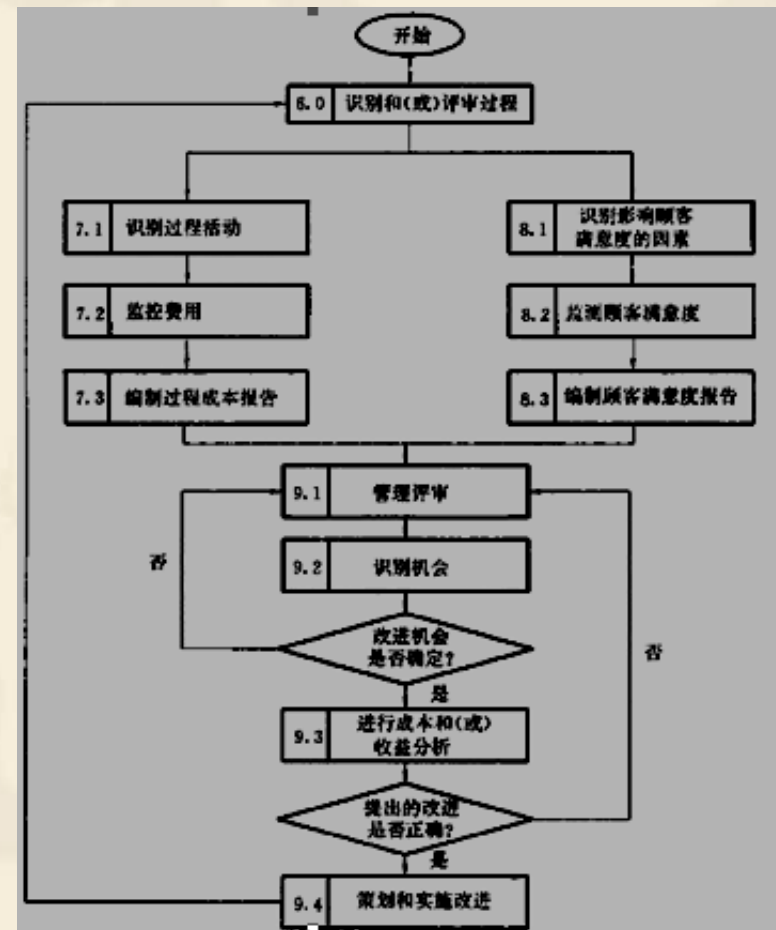 开始
6.0 识别和(或)评审过程
7.1 识别过程活动
8.1 识别影响顾客
满意度的因素
7.2 监控费用
8.2 监测顾客满意度
7.3 编制过程成本报告
8.3 编制顾客满意度报告
9.1 管理评审
否
9.2 识别机会
改进机会
是否确定?
否
是
9.3 进行成本和(或)
收益分析
提出的改进
是否正确?
是
9.4 策划和实施改进